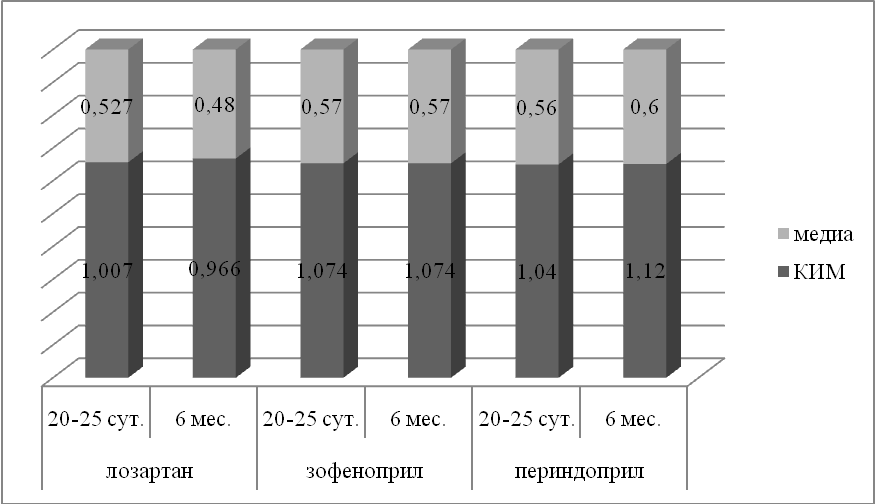 0,527 0,48 0,57 0,57 0,56 0,6
медиа
1,007 0,966 1,074 1,074 1,04 1,12
КИМ
20-25 сут. 6 мес. 20-25 сут. 6 мес. 20-25 сут. 6 мес.
лозартан зофеноприл периндоприл